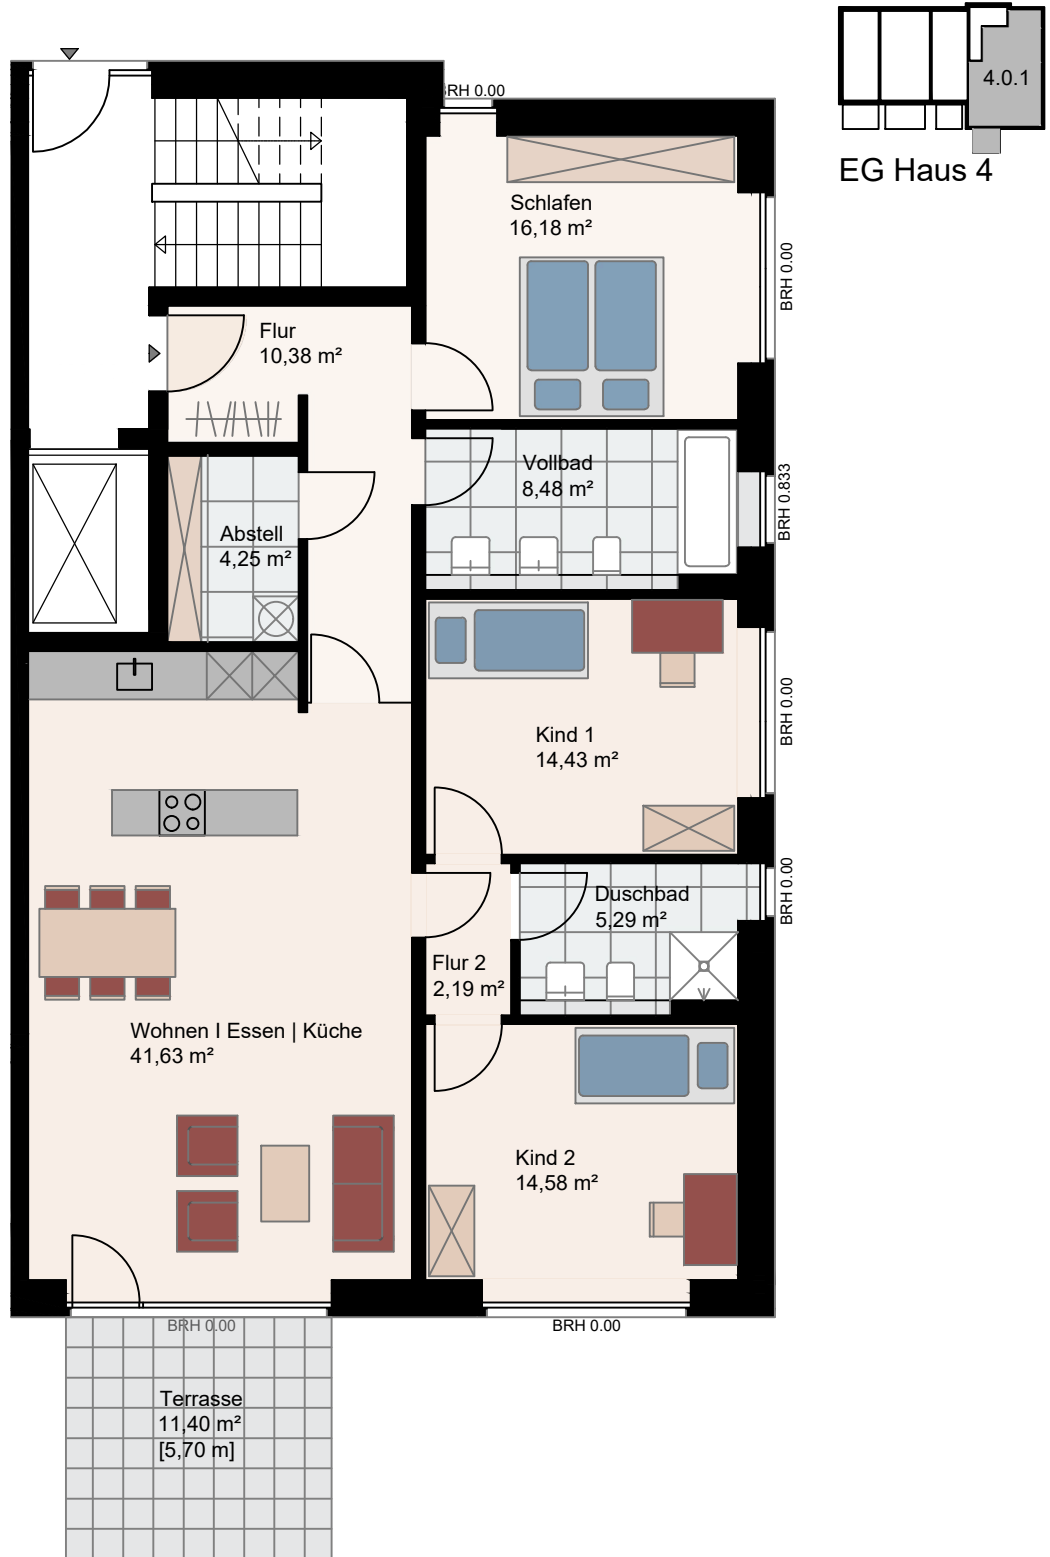 BRH 0.00
4.0.1
EG Haus 4
Schlafen
16,18 m²
BRH 0.00
Flur
10,38 m²
Vollbad
8,48 m²
BRH 0.833
Abstell
4,25 m²
Kind 1
14,43 m²
BRH 0.00
Duschbad
5,29 m²
BRH 0.00
Flur 2
2,19 m²
Wohnen I Essen | Küche
41,63 m²
Kind 2
14,58 m²
BRH 0.00
BRH 0.00
Terrasse
11,40 m²
[5,70 m]